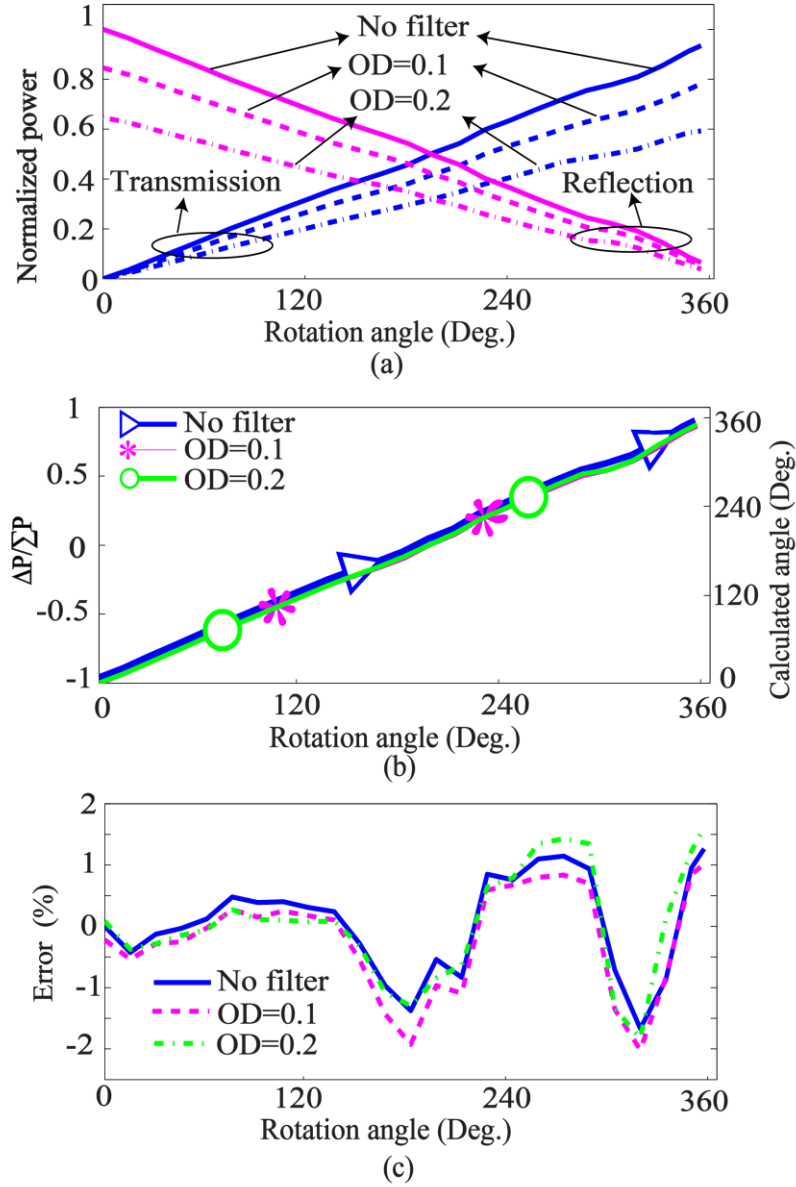 1
0.8
0.6
0.4
0.2
0
Normalized power
No filter
OD=0.1
OD=0.2
Transmission
Reflection
0
120
240
360
Rotation angle (Deg.)
(a)
1
0.5
0
-0.5
-1
ΔP/∑P
No filter
OD=0.1
OD=0.2
360
240
120
0
Calculated angle (Deg.)
0
120
240
360
Rotation angle (Deg.)
(b)
2
1
0
-1
-2
Error (%)
No filter
OD=0.1
OD=0.2
0
120
240
360
Rotation angle (Deg.)
(c)